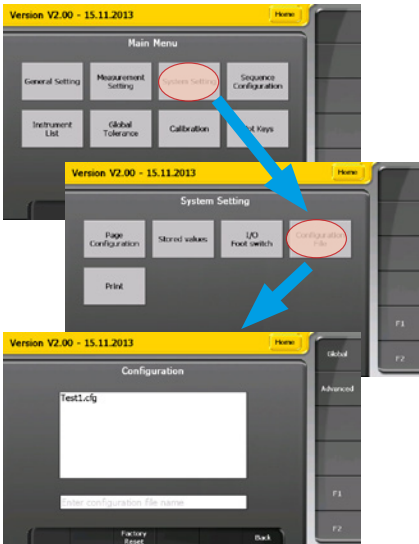 Version V2.00 - 15.11.2013
Home
Main Menu
General Setting
Measurement
Setting
System Setting
Sequence
Configuration
Instrument
List
Global
Tolerance
Calibration
Keys
Version V2.00 - 15.11.2013
Home
System Setting
Page
Configuration
Stored values
I/O
Foot switch
Configuration
File
Print
F1
F2
Version V2.00 - 15.11.2013
Home
Global
Configuration
Advanced
Test1.cfg
Enter configuration file name
F1
Factory
Reset
Back
F2